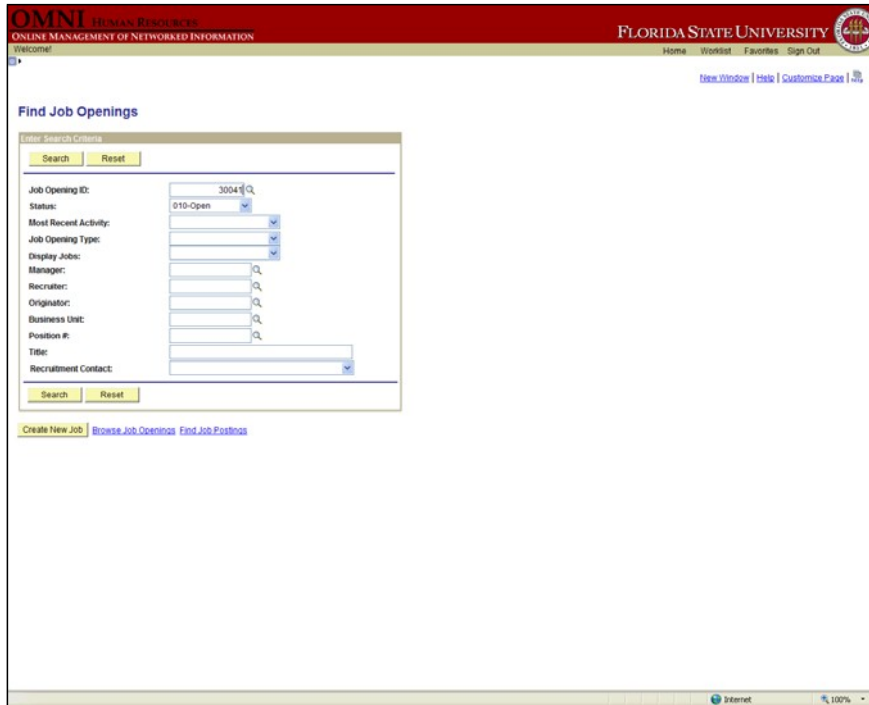 OMNI HUMAN RESOURCES
ONLINE MANAGEMENT OF NETWORKED INFORMATION
FLORIDA STATE UNIVERSITY
Welcome!
Home Worklist Favorites Sign Out
New Window | Help | Customize Page |
Find Job Openings
Enter Search Criteria
Search Reset
Job Opening ID: 30041
Status: 010-Open
Most Recent Activity:
Job Opening Type:
Display Jobs:
Manager:
Recruiter:
Originator:
Business Unit:
Position #:
Title:
Recruitment Contact:
Search Reset
Create New Job Browse Job Openings Find Job Postings
Internet 100%